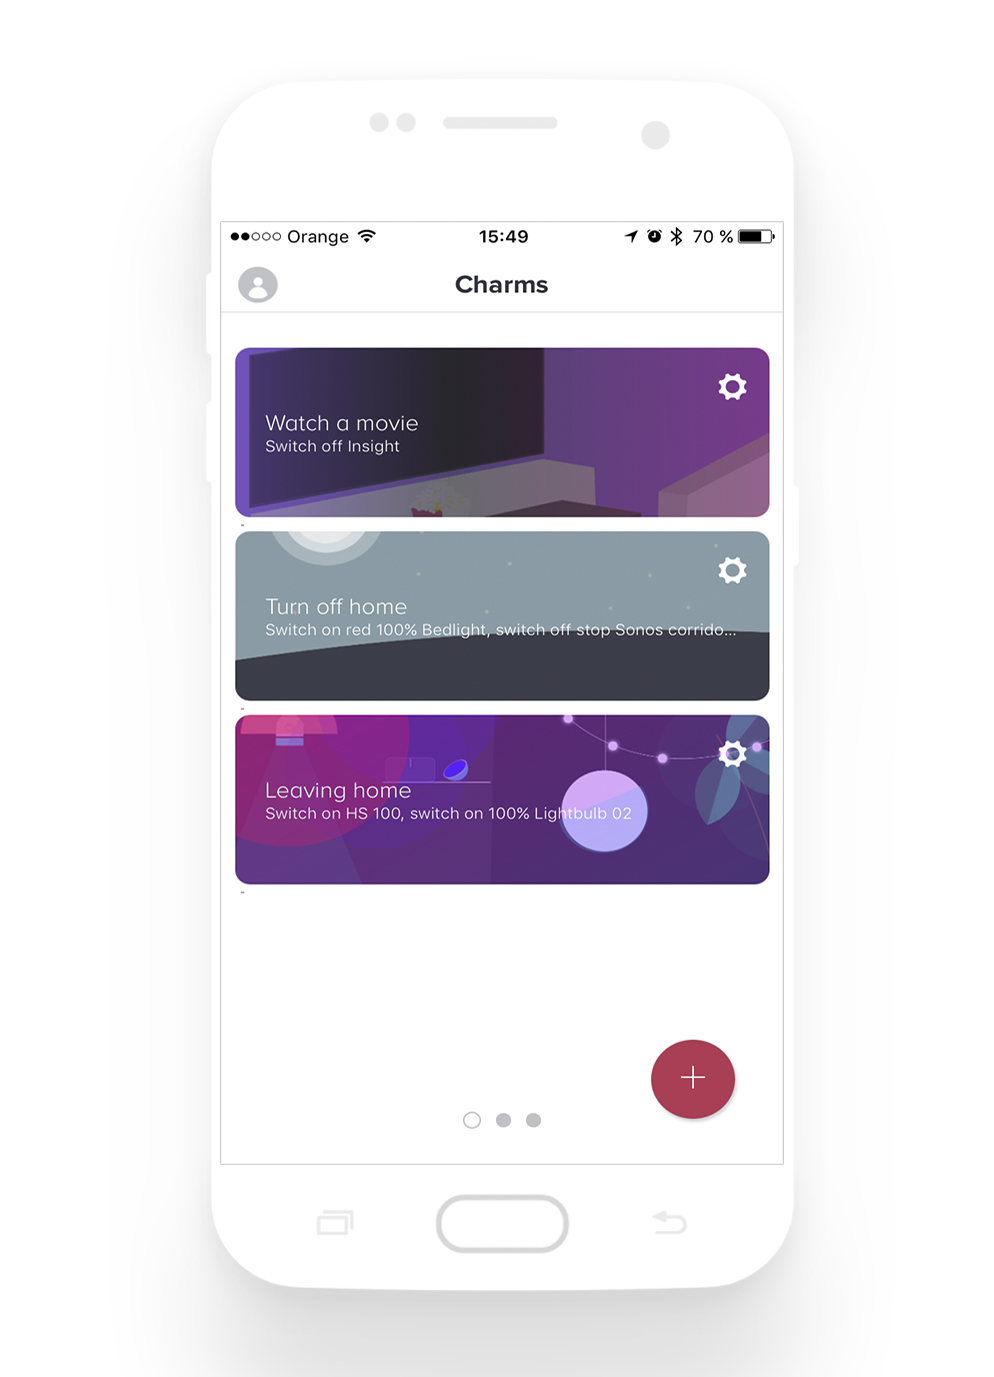 Orange 15:49 70 %
Charms
Watch a movie
Switch off Insight
-
Turn off home
Switch on red 100% Bedlight, switch off stop Sonos corrido...
-
Leaving home
Switch on HS 100, switch on 100% Lightbulb 02
-
+